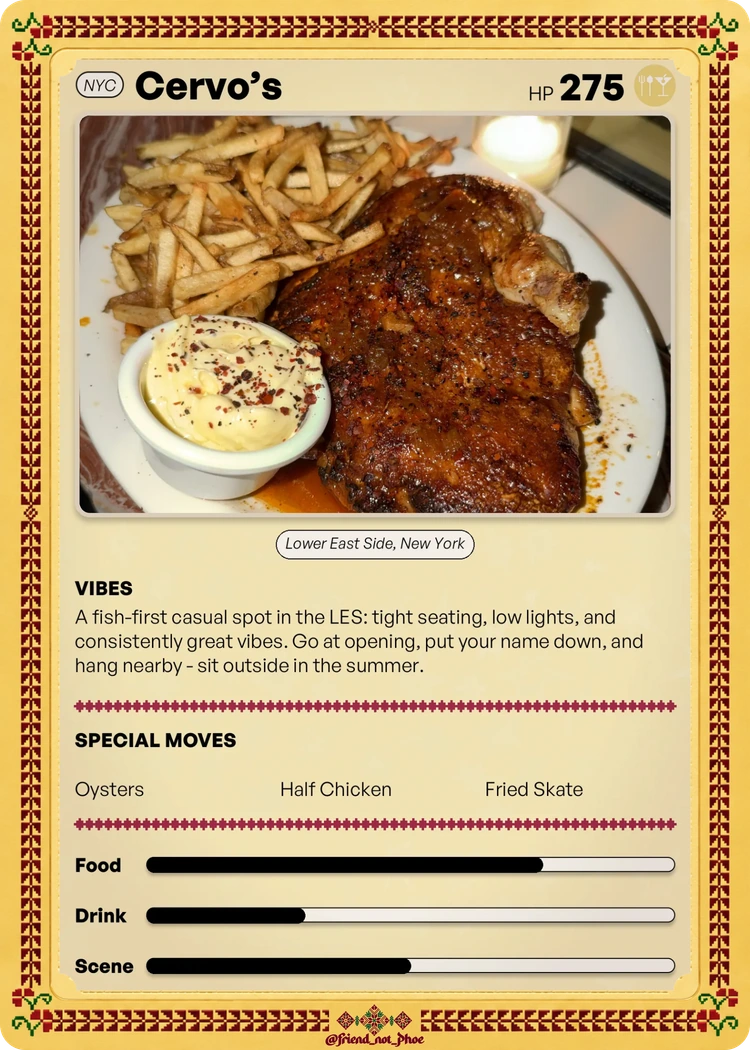 NYC Cervo's HP 275
Lower East Side, New York
VIBES
A fish-first casual spot in the LES: tight seating, low lights, and
consistently great vibes. Go at opening, put your name down, and
hang nearby - sit outside in the summer.
SPECIAL MOVES
Oysters Half Chicken Fried Skate
Food
Drink
Scene
@friend_not_phoe